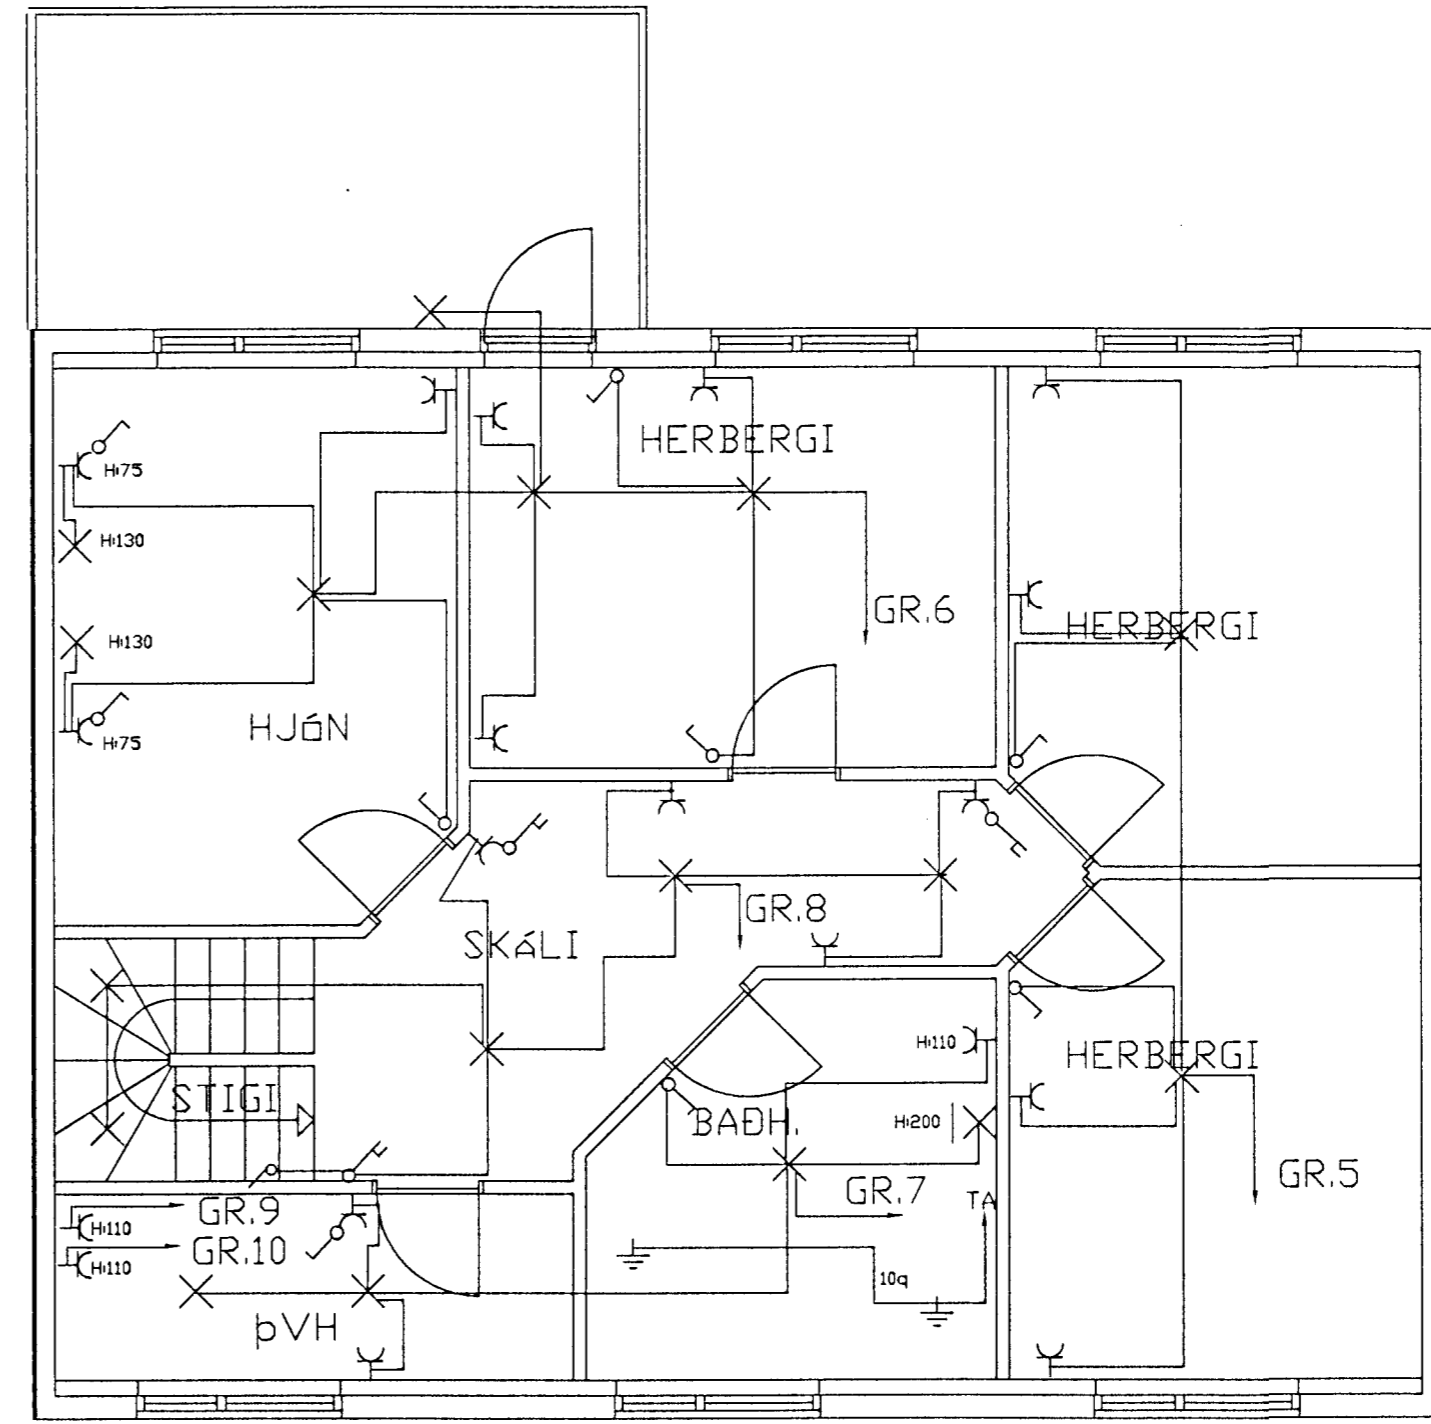 HERBERGI
H:75
H:130
GR.6
HERBERGI
H:130
HJóN
H:75
GR.8
SKáLI
H:110
HERBERGI
STIGI
BAÐH.
H:200
GR.5
GR.7
TA
GR.9
H:110
GR.10
H:110
10q
þVH